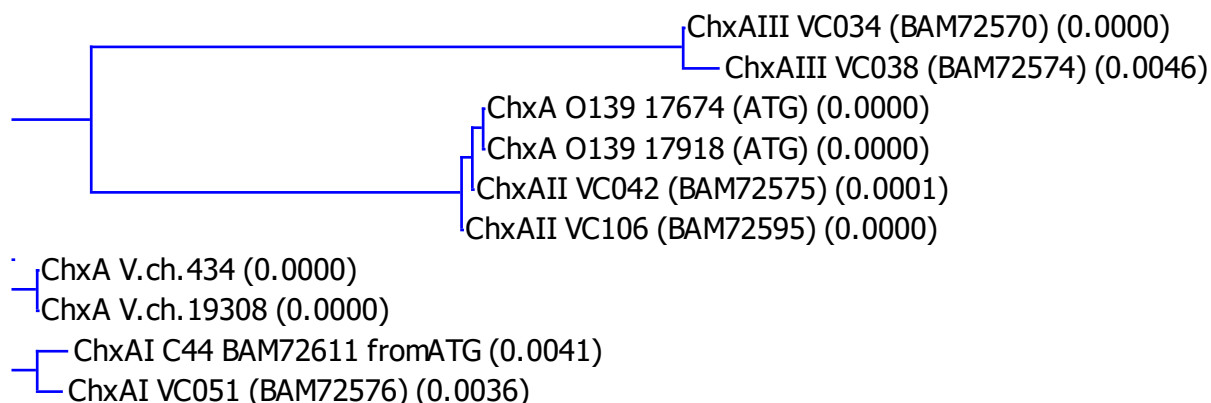 ChxAIII VC034 (BAM72570) (0.0000)
ChxAIII VC038 (BAM72574) (0.0046)
ChxA O139 17674 (ATG) (0.0000)
ChxA O139 17918 (ATG) (0.0000)
ChxAII VC042 (BAM72575) (0.0001)
ChxAII VC106 (BAM72595) (0.0000)
ChxA V.ch.434 (0.0000)
ChxA V.ch.19308 (0.0000)
ChxAI C44 BAM72611 fromATG (0.0041)
ChxAI VC051 (BAM72576) (0.0036)